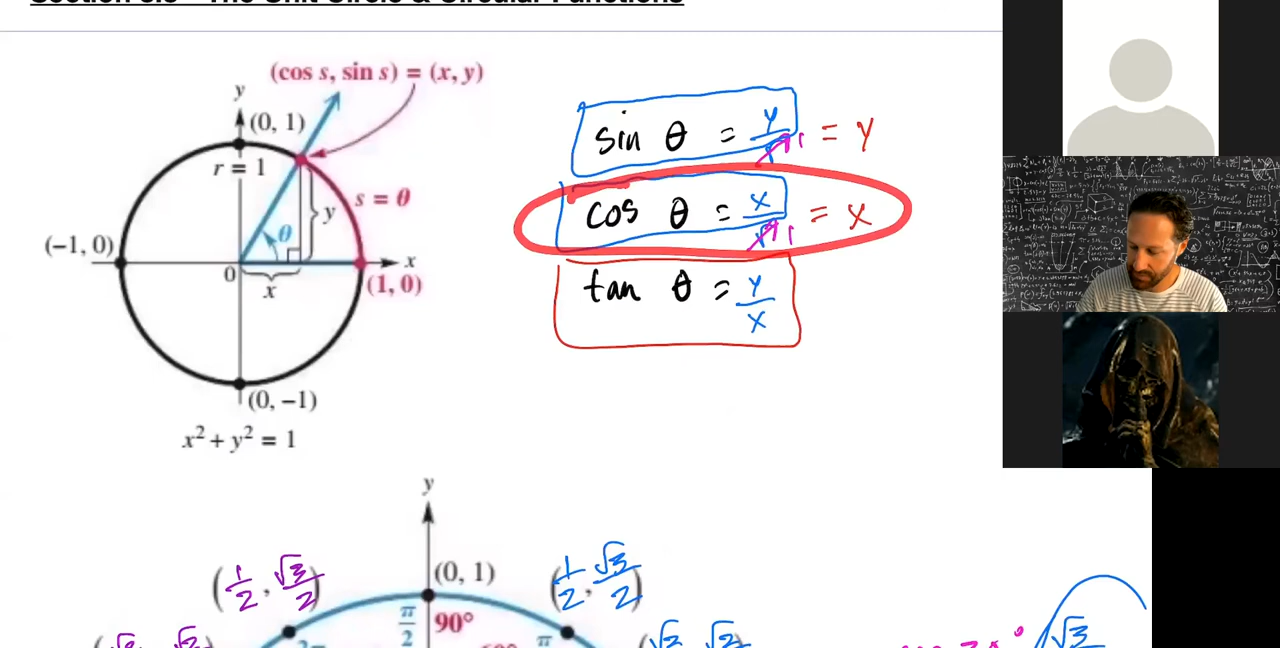 Section 3.3 – The Unit Circle & Circular Functions
(cos s, sin s) = (x, y)
y
(0, 1)
r = 1
s = θ
y
θ
(−1, 0)
x
0
x
(1, 0)
(0, −1)
x² + y² = 1
sin θ = y/r 1 = y
cos θ = x/r 1 = x
tan θ = y/x
y
(1/2, √3/2)
(0, 1)
(1/2, √3/2)
π/2
90°
π